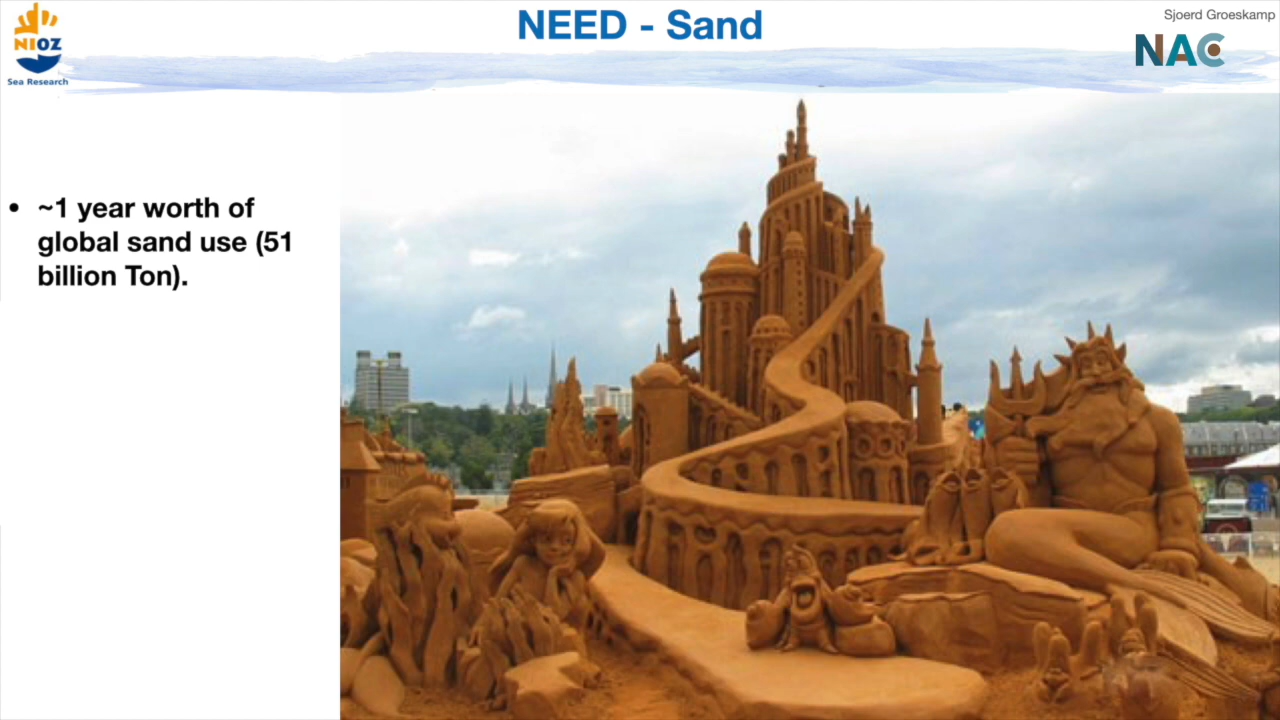 NEED - Sand
Sjoerd Groeskamp
NIOZ
Sea Research
NAC
• ~1 year worth of
global sand use (51
billion Ton).